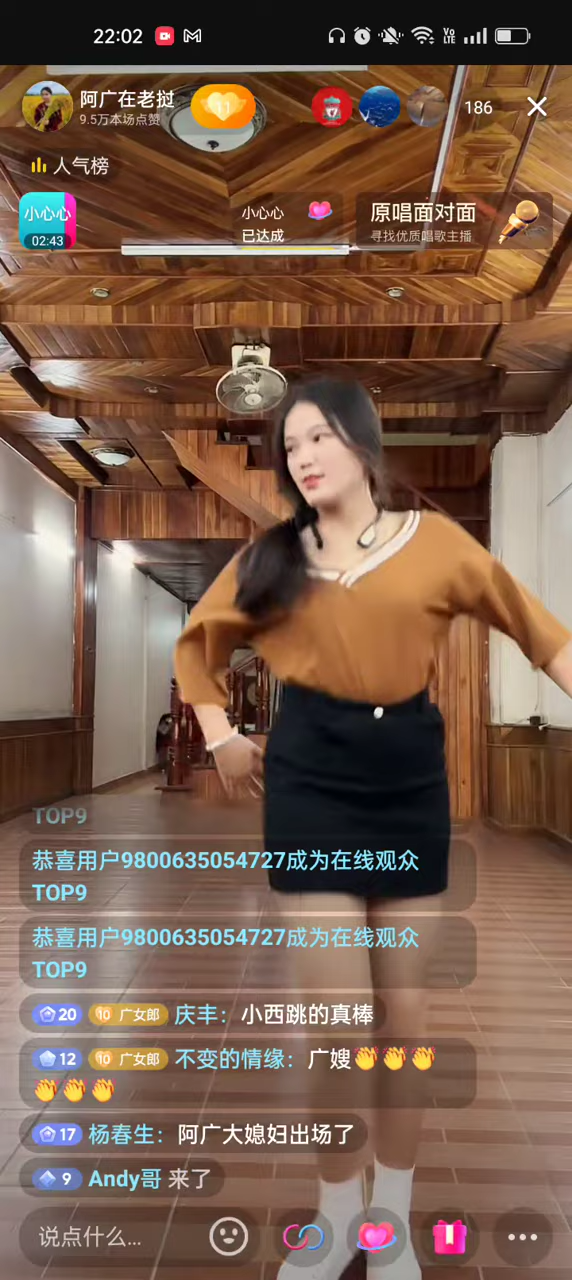 22:02
Vo
LTE
阿广在老挝
9.5万本场点赞
11
186
人气榜
小心心
02:43
小心心
已达成
原唱面对面
寻找优质唱歌主播
TOP9
恭喜用户9800635054727成为在线观众
TOP9
恭喜用户9800635054727成为在线观众
TOP9
20 10 广女郎 庆丰：小西跳的真棒
12 10 广女郎 不变的情缘：广嫂👏👏👏
👏👏👏
17 杨春生：阿广大媳妇出场了
9 Andy哥 来了
说点什么...